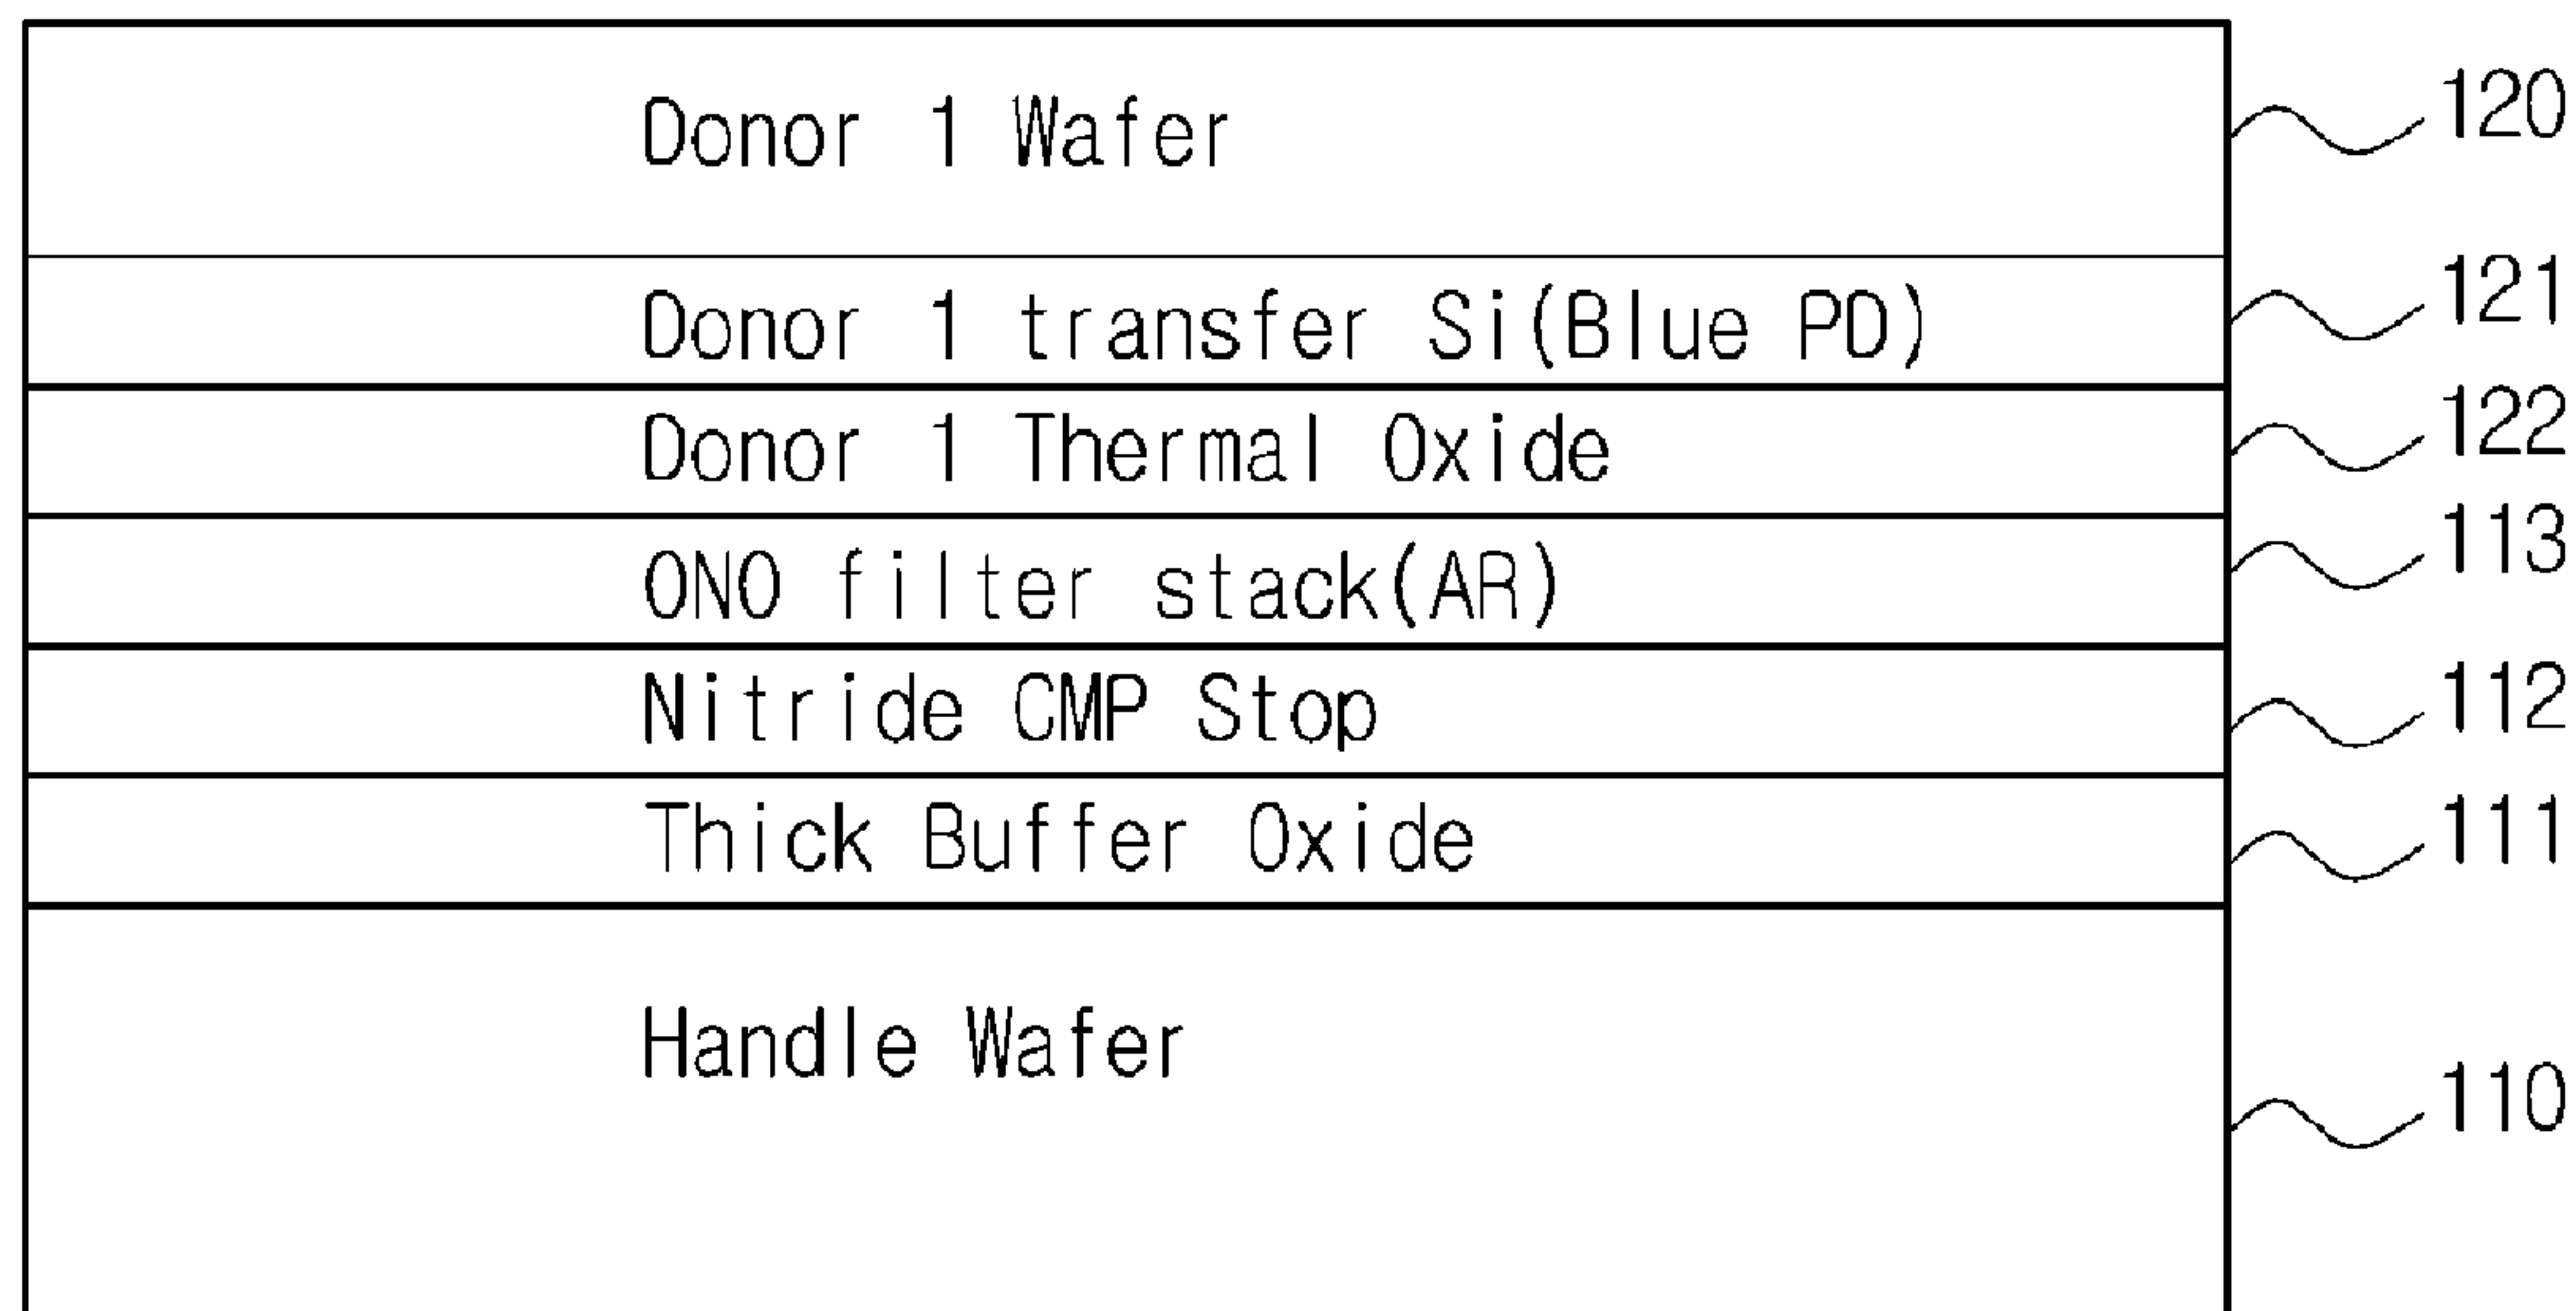 Donor 1 Wafer 120
Donor 1 transfer Si(Blue PD) 121
Donor 1 Thermal Oxide 122
ONO filter stack(AR) 113
Nitride CMP Stop 112
Thick Buffer Oxide 111
Handle Wafer 110